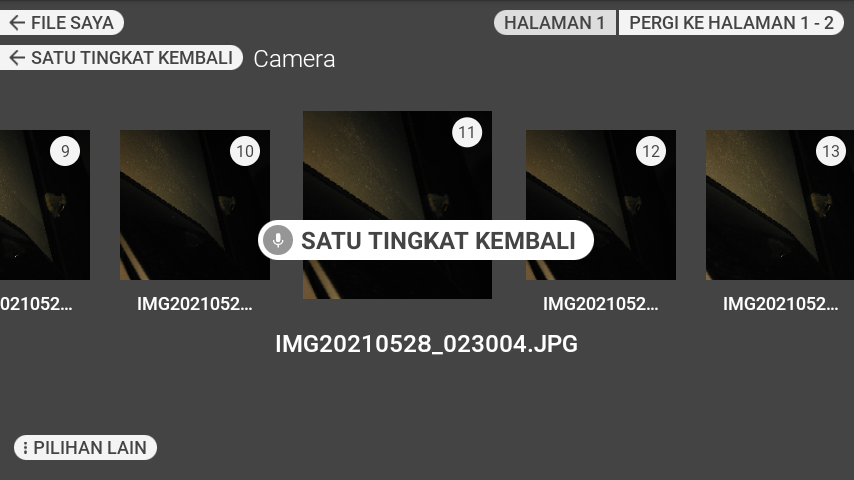 FILE SAYA
HALAMAN 1
PERGI KE HALAMAN 1 - 2
SATU TINGKAT KEMBALI
Camera
9
10
11
12
13
SATU TINGKAT KEMBALI
021052...
IMG2021052...
IMG2021052...
IMG2021052...
IMG20210528_023004.JPG
PILIHAN LAIN